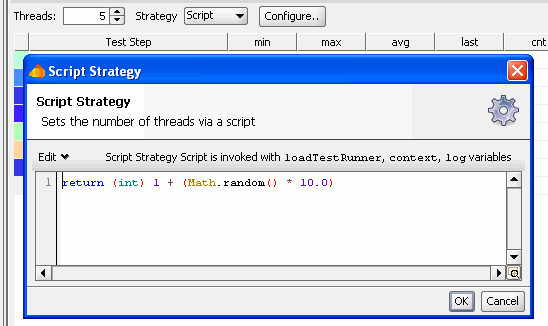 Threads: 5 Strategy Script Configure..
Test Step min max avg last cnt
Script Strategy
Script Strategy
Sets the number of threads via a script
Edit Script Strategy Script is invoked with loadTestRunner, context, log variables
1 return (int) 1 + (Math.random() * 10.0)
OK Cancel